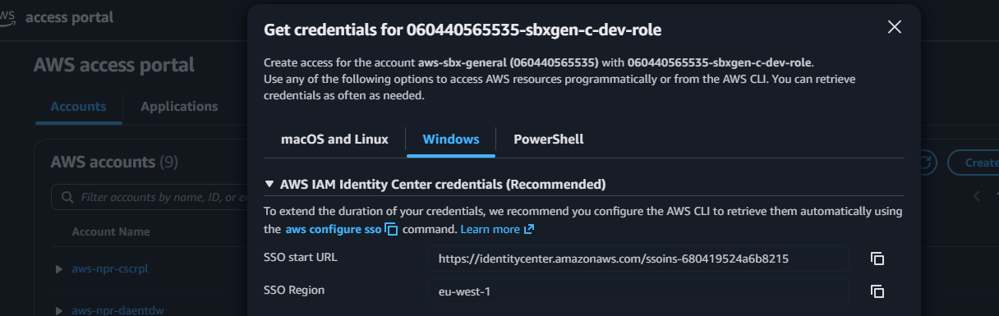 aws access portal
Get credentials for 060440565535-sbxgen-c-dev-role
AWS access portal
Create access for the account aws-sbx-general (060440565535) with 060440565535-sbxgen-c-dev-role.
Use any of the following options to access AWS resources programmatically or from the AWS CLI. You can retrieve
credentials as often as needed.
Accounts
Applications
macOS and Linux
Windows
PowerShell
AWS accounts (9)
Create
AWS IAM Identity Center credentials (Recommended)
Filter accounts by name, ID, or
To extend the duration of your credentials, we recommend you configure the AWS CLI to retrieve them automatically using
the aws configure sso command. Learn more
Account Name
SSO start URL
https://identitycenter.amazonaws.com/ssoins-680419524a6b8215
aws-npr-cscrpl
SSO Region
eu-west-1
aws-npr-daentdw